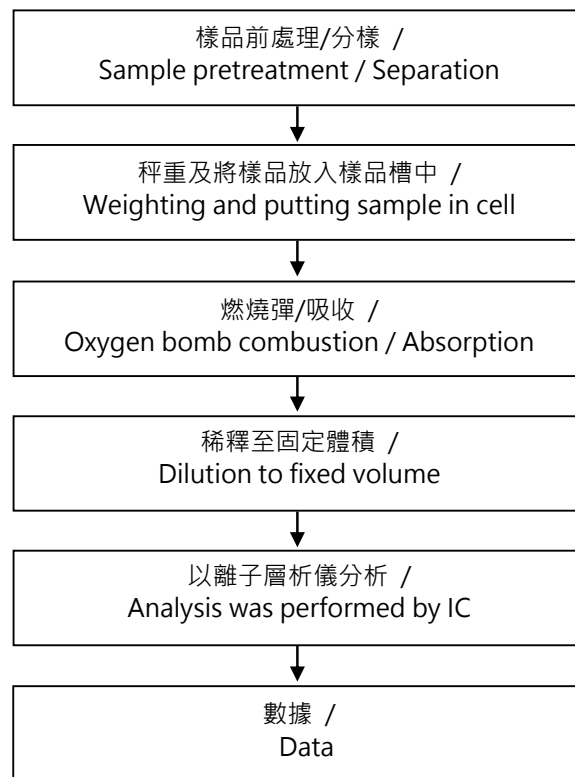 樣品前處理/分樣 /
Sample pretreatment / Separation
秤重及將樣品放入樣品槽中 /
Weighting and putting sample in cell
燃燒彈/吸收 /
Oxygen bomb combustion / Absorption
稀釋至固定體積 /
Dilution to fixed volume
以離子層析儀分析 /
Analysis was performed by IC
數據 /
Data